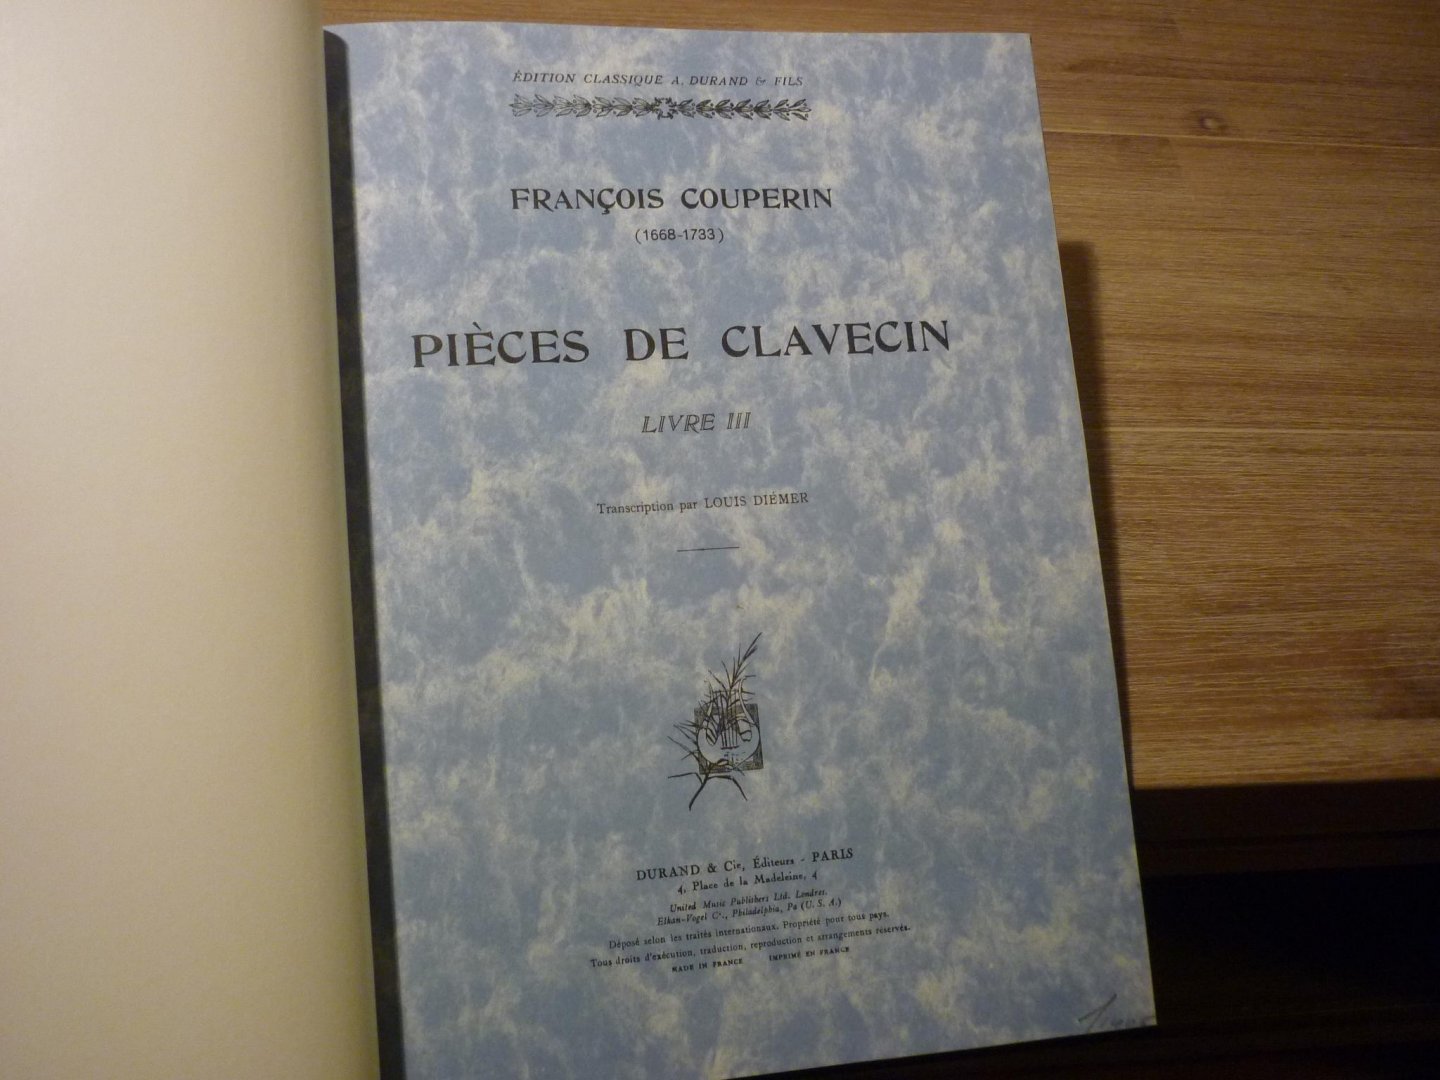 ÉDITION CLASSIQUE A. DURAND & FILS
FRANÇOIS COUPERIN
(1668-1733)
PIÈCES DE CLAVECIN
LIVRE III
Transcription par LOUIS DIÉMER
DURAND & Cie, Éditeurs - PARIS
4, Place de la Madeleine, 4
United Music Publishers Ltd. Londres.
Elkan-Vogel Cº., Philadelphia, Pa (U. S. A.)
Déposé selon les traités internationaux. Propriété pour tous pays.
Tous droits d'exécution, traduction, reproduction et arrangements réservés.
MADE IN FRANCE IMPRIMÉ EN FRANCE